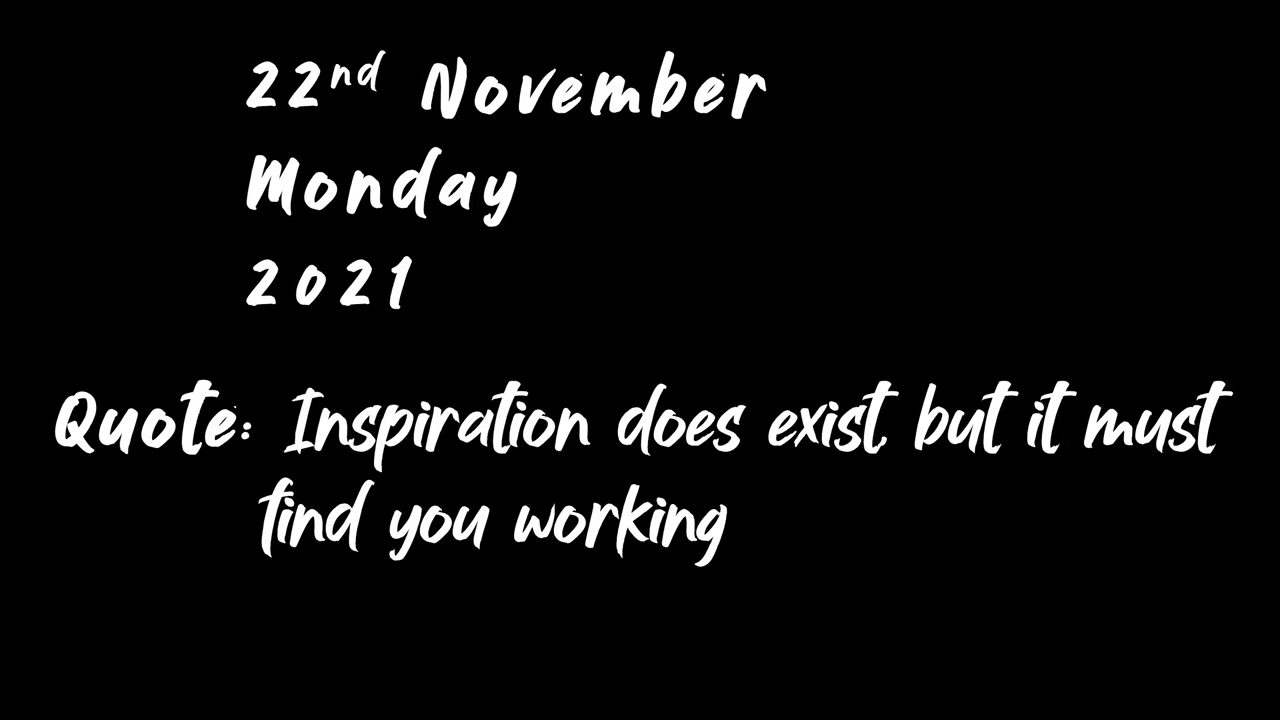 22nd November
Monday
2021
Quote: Inspiration does exist but it must
find you working